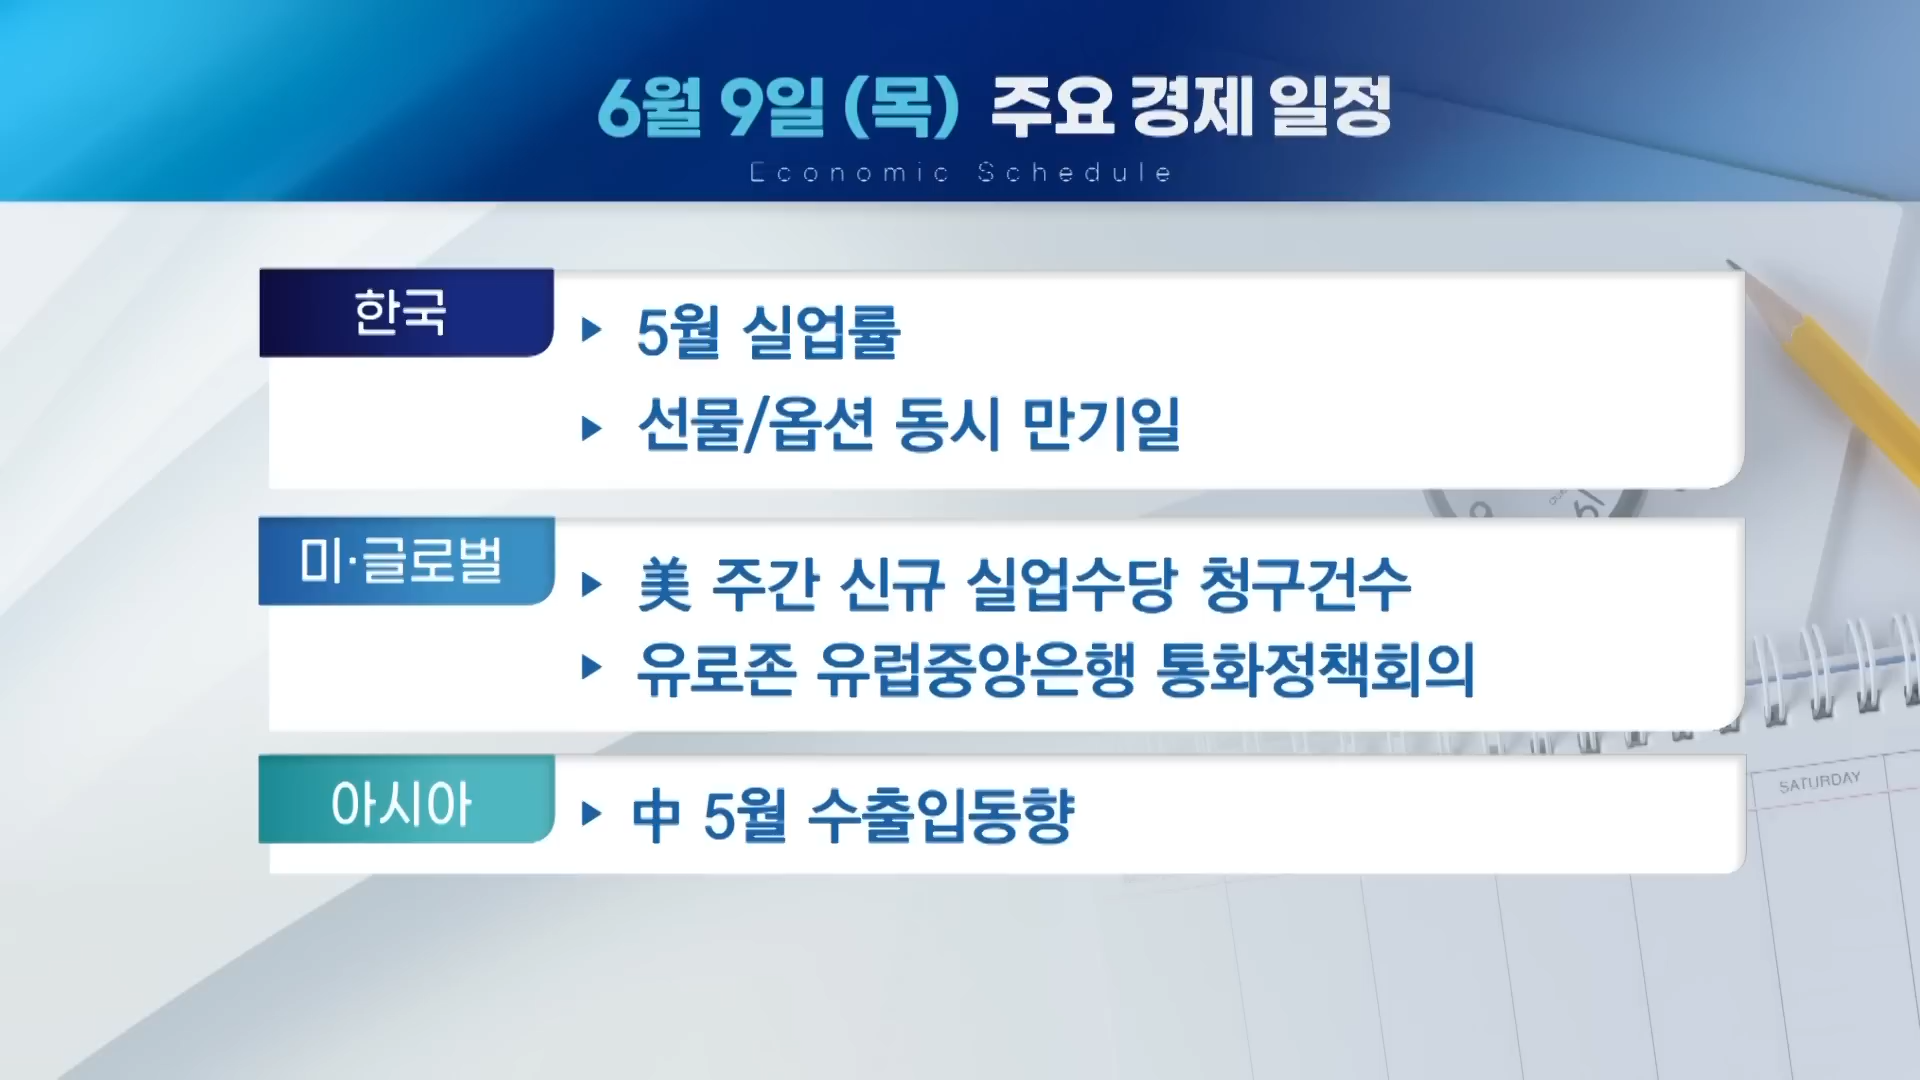 6월 9일 (목) 주요 경제 일정
Economic Schedule
한국
▶ 5월 실업률
▶ 선물/옵션 동시 만기일
미·글로벌
▶ 美 주간 신규 실업수당 청구건수
▶ 유로존 유럽중앙은행 통화정책회의
아시아
▶ 中 5월 수출입동향
SATURDAY